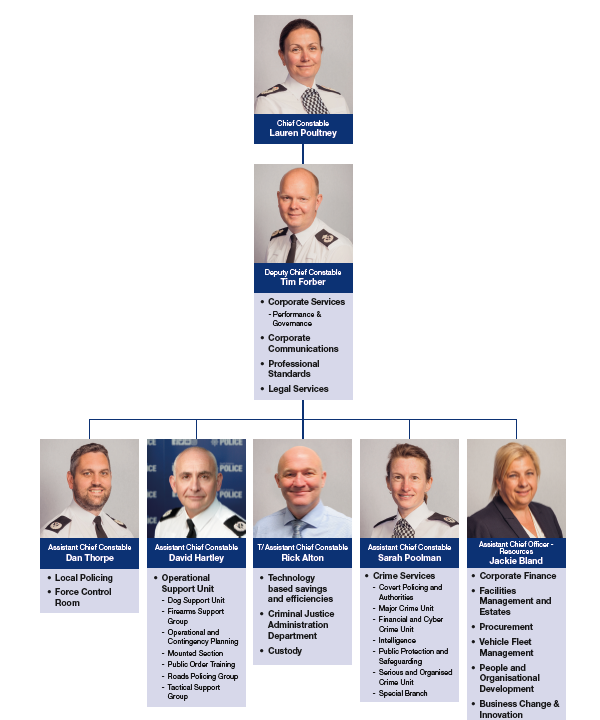 Chief Constable
Lauren Poultney
Deputy Chief Constable
Tim Forber
• Corporate Services
- Performance &
Governance
• Corporate
Communications
• Professional
Standards
• Legal Services
Assistant Chief Constable
Dan Thorpe
• Local Policing
• Force Control
Room
POLICE
POLICE
Assistant Chief Constable
David Hartley
• Operational
Support Unit
- Dog Support Unit
- Firearms Support
Group
- Operational and
Contingency Planning
- Mounted Section
- Public Order Training
- Roads Policing Group
- Tactical Support
Group
T/Assistant Chief Constable
Rick Alton
• Technology
based savings
and efficiencies
• Criminal Justice
Administration
Department
• Custody
Assistant Chief Constable
Sarah Poolman
• Crime Services
- Covert Policing and
Authorities
- Major Crime Unit
- Financial and Cyber
Crime Unit
- Intelligence
- Public Protection and
Safeguarding
- Serious and Organised
Crime Unit
- Special Branch
Assistant Chief Officer -
Resources
Jackie Bland
• Corporate Finance
• Facilities
Management and
Estates
• Procurement
• Vehicle Fleet
Management
• People and
Organisational
Development
• Business Change &
Innovation